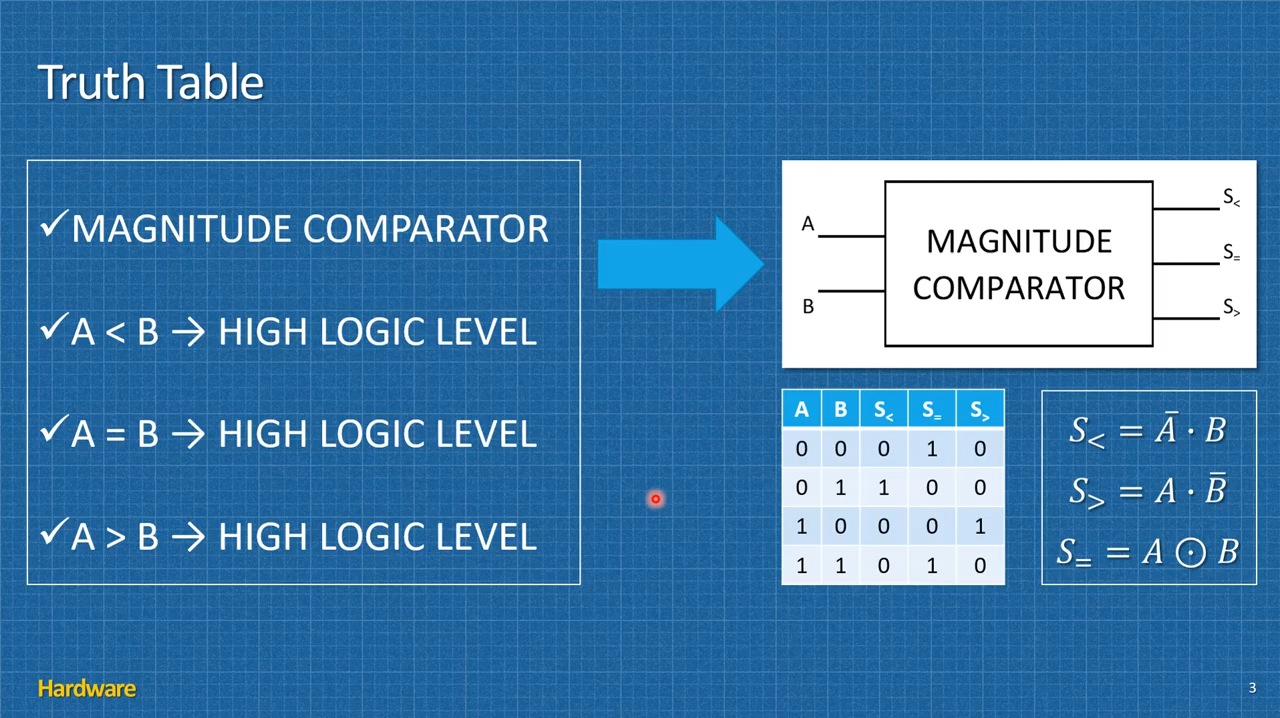 Truth Table
✓MAGNITUDE COMPARATOR
✓A < B → HIGH LOGIC LEVEL
✓A = B → HIGH LOGIC LEVEL
✓A > B → HIGH LOGIC LEVEL
A
B
MAGNITUDE
COMPARATOR
S<
S=
S>
A B S< S= S>
0 0 0 1 0
0 1 1 0 0
1 0 0 0 1
1 1 0 1 0
S< = Ā · B
S> = A · B̄
S= = A ⊙ B
Hardware
3